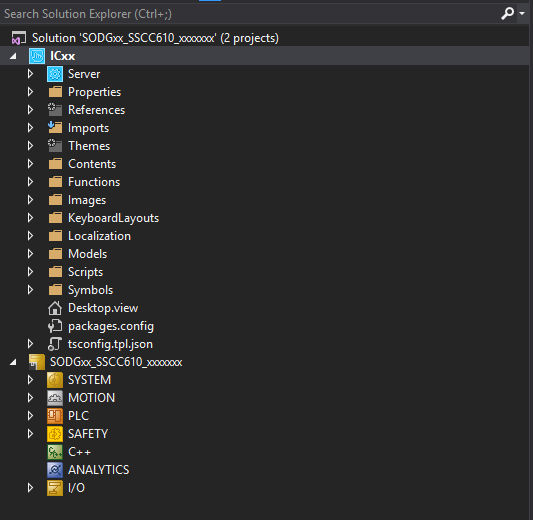 Search Solution Explorer (Ctrl+;)
Solution 'SODGxx_SSCC610_xxxxxxx' (2 projects)
ICxx
Server
Properties
References
Imports
Themes
Contents
Functions
Images
KeyboardLayouts
Localization
Models
Scripts
Symbols
Desktop.view
packages.config
tsconfig.tpl.json
SODGxx_SSCC610_xxxxxxx
SYSTEM
MOTION
PLC
SAFETY
C++
ANALYTICS
I/O